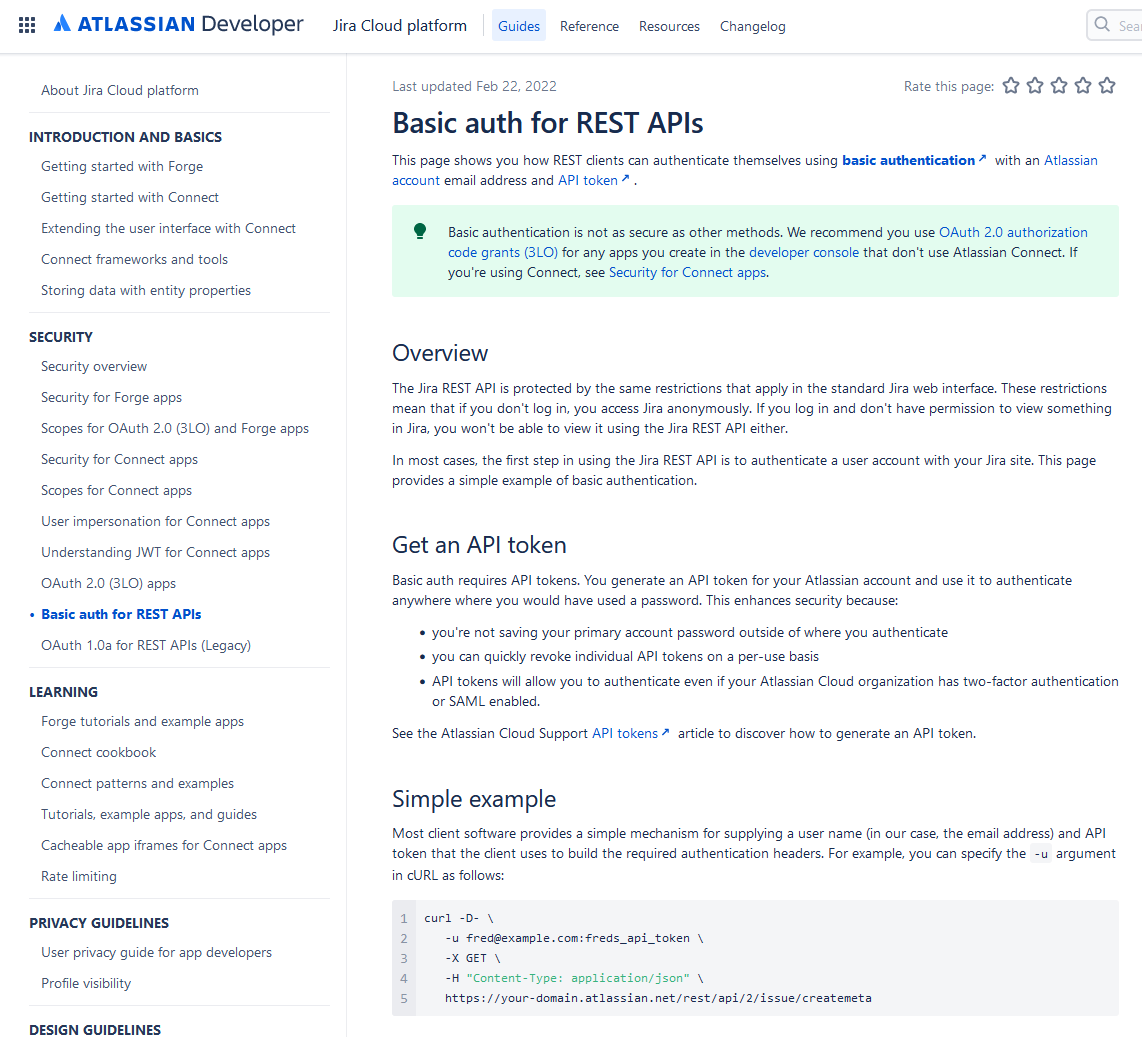 ATLASSIAN Developer
Jira Cloud platform
Guides
Reference
Resources
Changelog
About Jira Cloud platform
INTRODUCTION AND BASICS
Getting started with Forge
Getting started with Connect
Extending the user interface with Connect
Connect frameworks and tools
Storing data with entity properties
SECURITY
Security overview
Security for Forge apps
Scopes for OAuth 2.0 (3LO) and Forge apps
Security for Connect apps
Scopes for Connect apps
User impersonation for Connect apps
Understanding JWT for Connect apps
OAuth 2.0 (3LO) apps
• Basic auth for REST APIs
OAuth 1.0a for REST APIs (Legacy)
LEARNING
Forge tutorials and example apps
Connect cookbook
Connect patterns and examples
Tutorials, example apps, and guides
Cacheable app iframes for Connect apps
Rate limiting
PRIVACY GUIDELINES
User privacy guide for app developers
Profile visibility
DESIGN GUIDELINES
Last updated Feb 22, 2022
Rate this page:
Basic auth for REST APIs
This page shows you how REST clients can authenticate themselves using basic authentication with an Atlassian
account email address and API token .
Basic authentication is not as secure as other methods. We recommend you use OAuth 2.0 authorization
code grants (3LO) for any apps you create in the developer console that don't use Atlassian Connect. If
you're using Connect, see Security for Connect apps.
Overview
The Jira REST API is protected by the same restrictions that apply in the standard Jira web interface. These restrictions
mean that if you don't log in, you access Jira anonymously. If you log in and don't have permission to view something
in Jira, you won't be able to view it using the Jira REST API either.
In most cases, the first step in using the Jira REST API is to authenticate a user account with your Jira site. This page
provides a simple example of basic authentication.
Get an API token
Basic auth requires API tokens. You generate an API token for your Atlassian account and use it to authenticate
anywhere where you would have used a password. This enhances security because:
• you're not saving your primary account password outside of where you authenticate
• you can quickly revoke individual API tokens on a per-use basis
• API tokens will allow you to authenticate even if your Atlassian Cloud organization has two-factor authentication
or SAML enabled.
See the Atlassian Cloud Support API tokens article to discover how to generate an API token.
Simple example
Most client software provides a simple mechanism for supplying a user name (in our case, the email address) and API
token that the client uses to build the required authentication headers. For example, you can specify the -u argument
in cURL as follows:
1 curl -D- \
2 -u fred@example.com:freds_api_token \
3 -X GET \
4 -H "Content-Type: application/json" \
5 https://your-domain.atlassian.net/rest/api/2/issue/createmeta